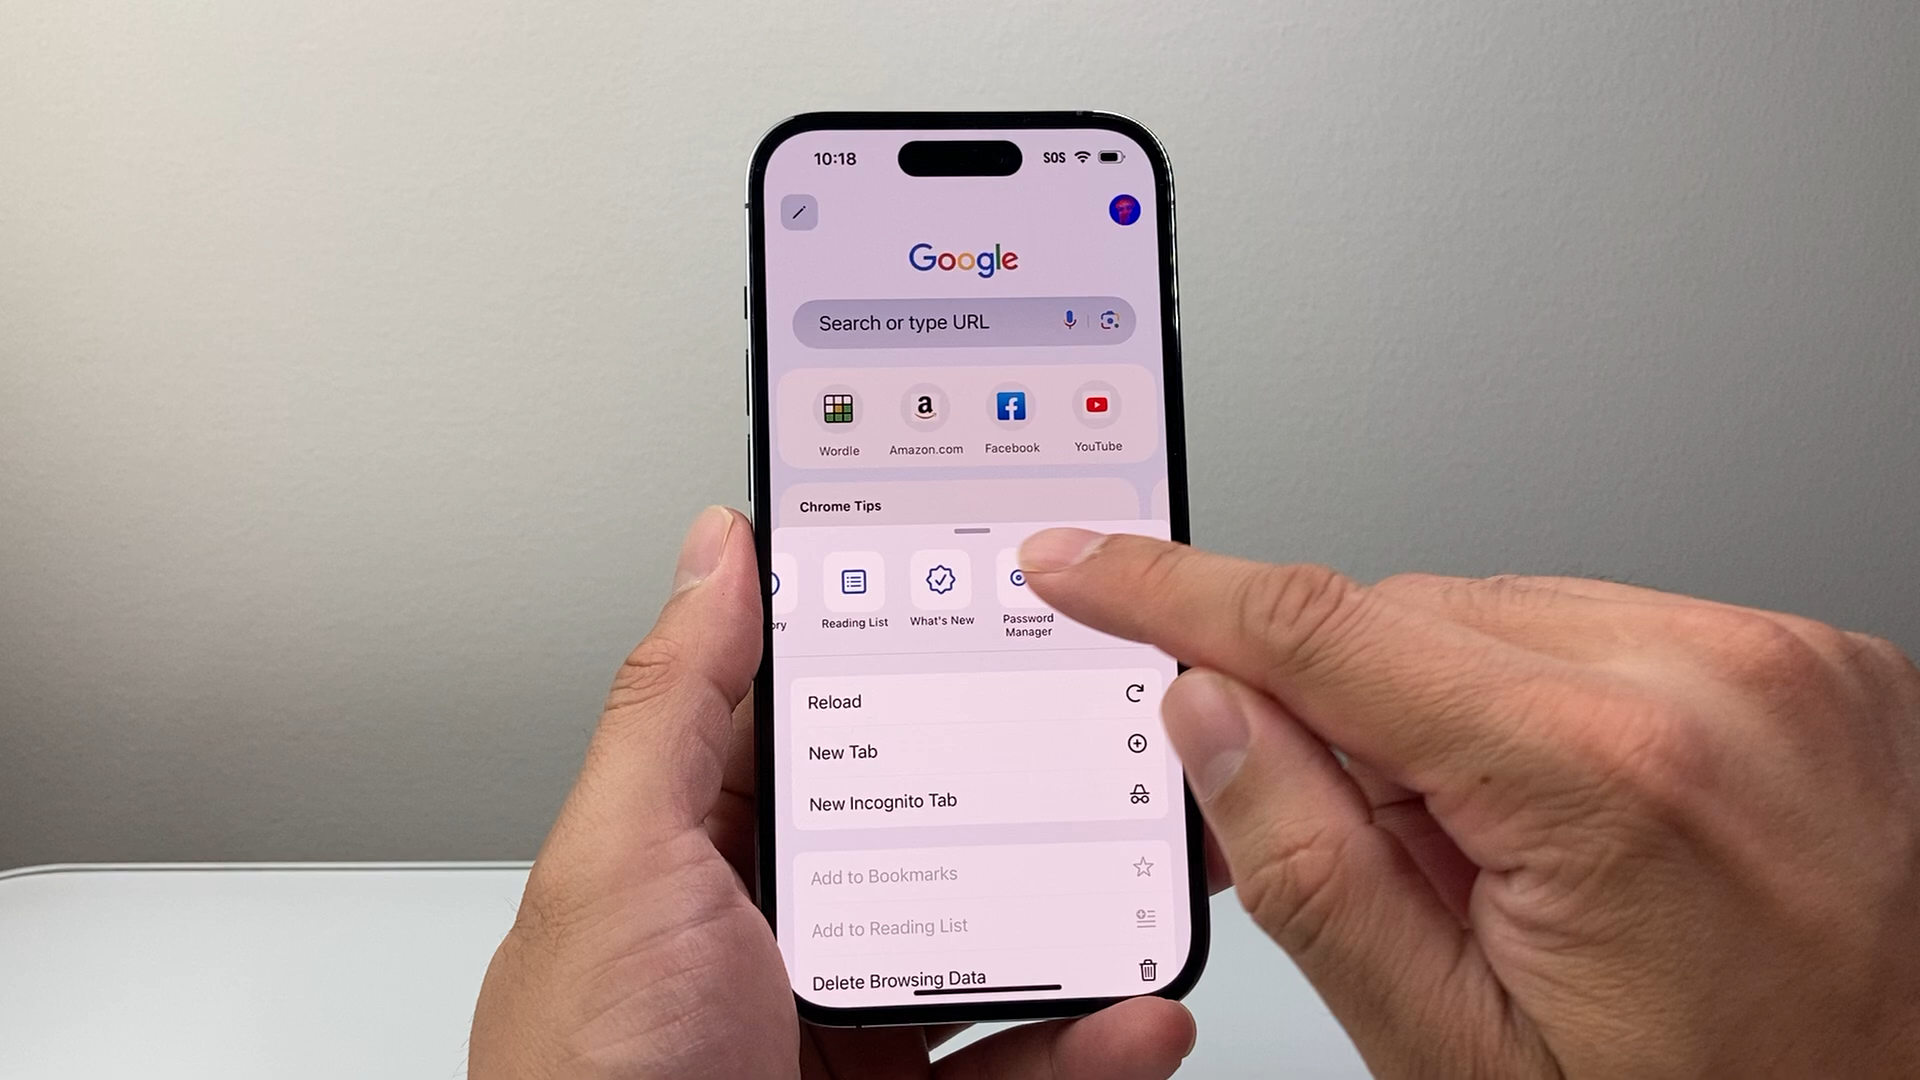 10:18 SOS
Google
Search or type URL
a
Wordle Amazon.com Facebook YouTube
Chrome Tips
ory Reading List What's New Password
Manager
Reload
New Tab
New Incognito Tab
Add to Bookmarks
Add to Reading List
Delete Browsing Data